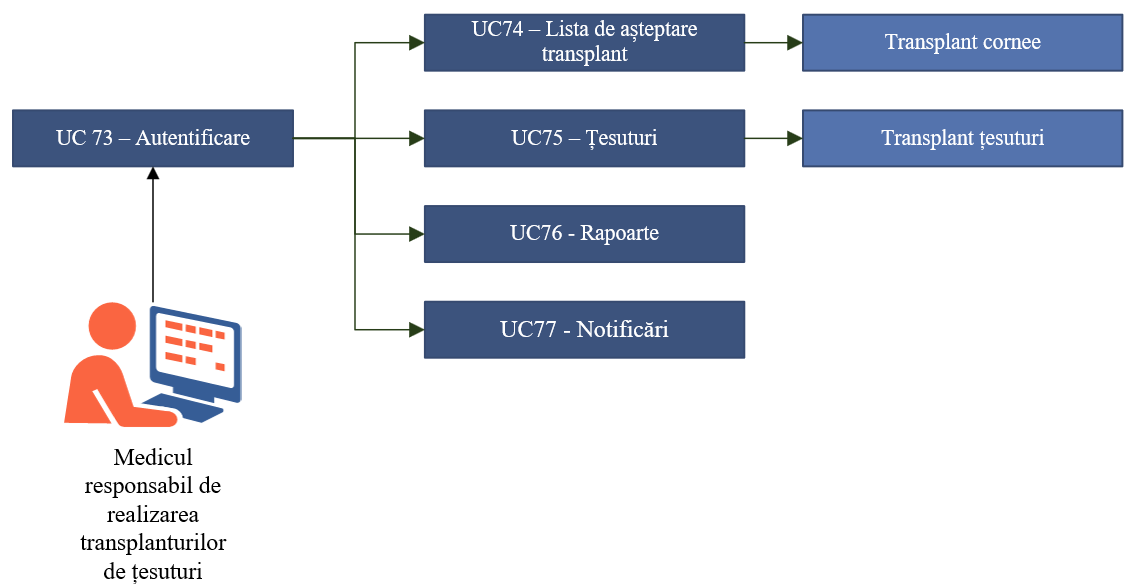 UC74 – Lista de așteptare
transplant
Transplant cornee
UC 73 – Autentificare
UC75 – Țesuturi
Transplant țesuturi
UC76 - Rapoarte
UC77 - Notificări
Medicul
responsabil de
realizarea
transplanturilor
de țesuturi